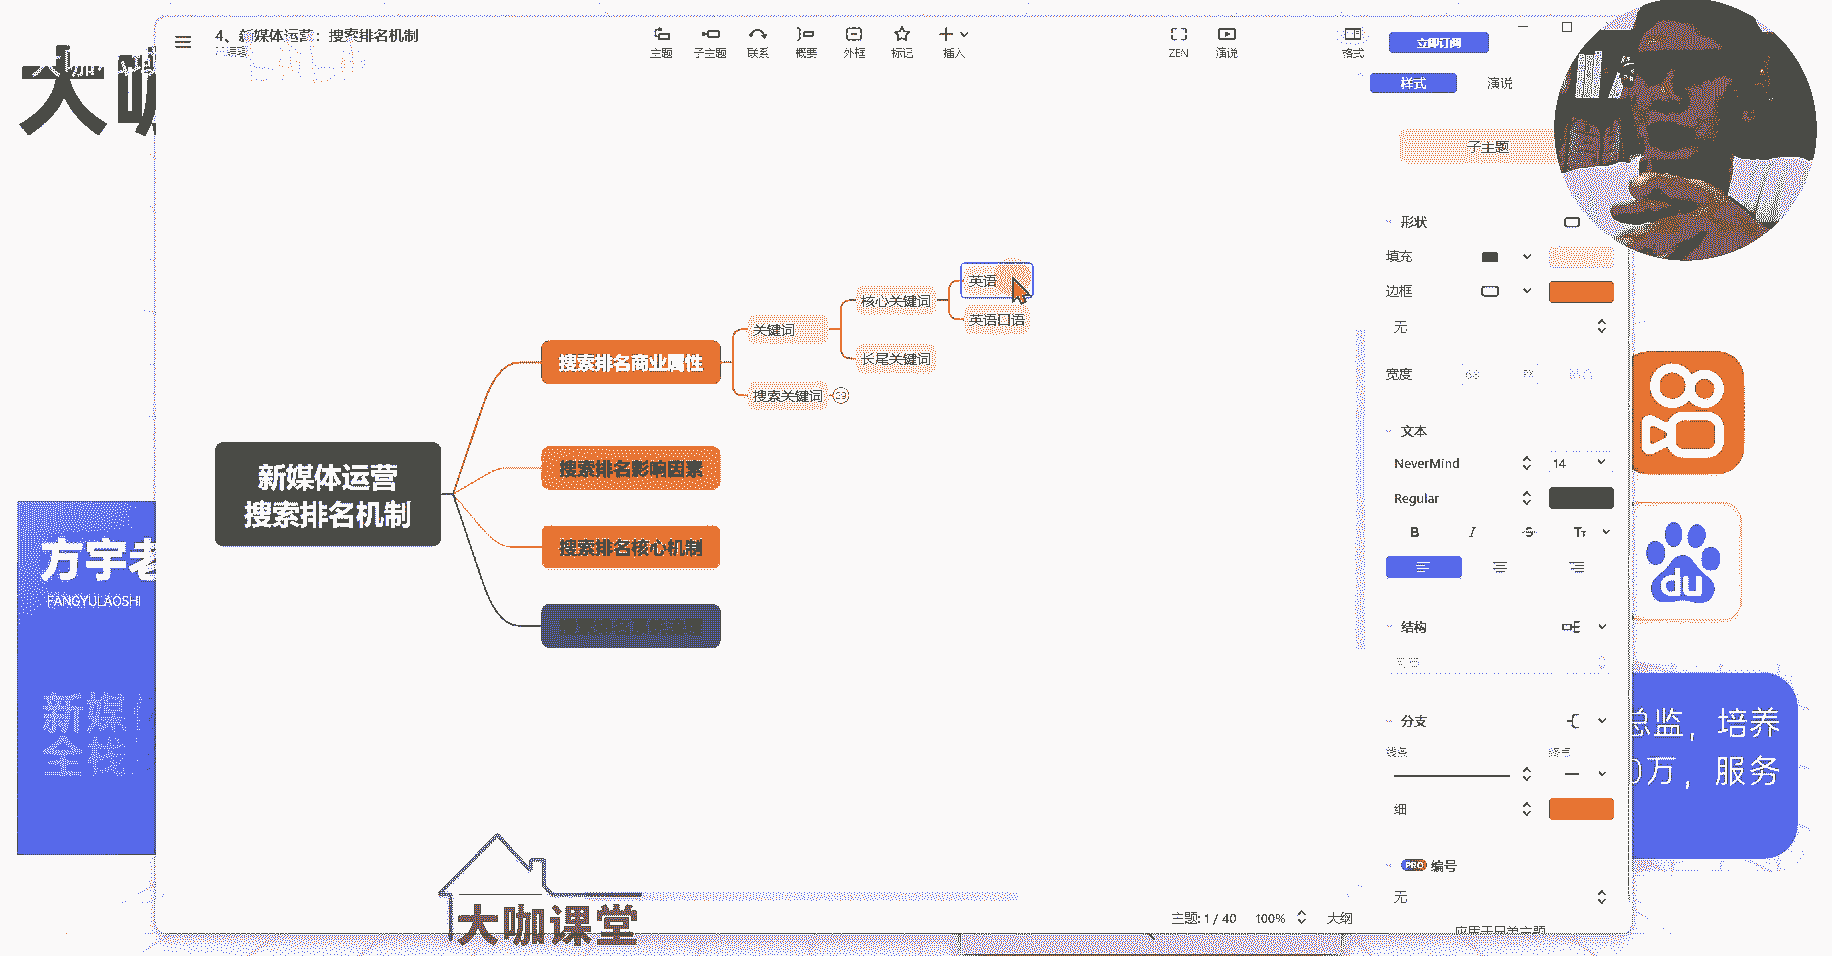 大咖
4、新媒体运营：搜索排名机制
主题
子主题
联系
概要
外框
标记
插入
ZEN
演说
格式
立即订阅
样式
演说
子主题
形状
填充
边框
无
宽度
文本
NeverMind
14
Regular
B
I
S
Tт
结构
分支
线条
终点
细
PRO 编号
无
英语
核心关键词
英语口语
关键词
长尾关键词
搜索排名商业属性
搜索关键词
新媒体运营
搜索排名机制
搜索排名影响因素
搜索排名核心机制
方宇老
FANGYULAOSHI
新媒
全栈
du
总监，培养
0万，服务
大咖课堂
主题: 1 / 40
100%
大纲